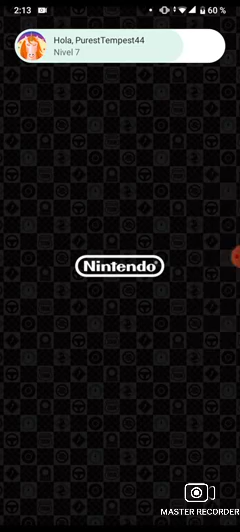 2:13
60 %
Hola, PurestTempest44
Nivel 7
Nintendo
MASTER RECORDER